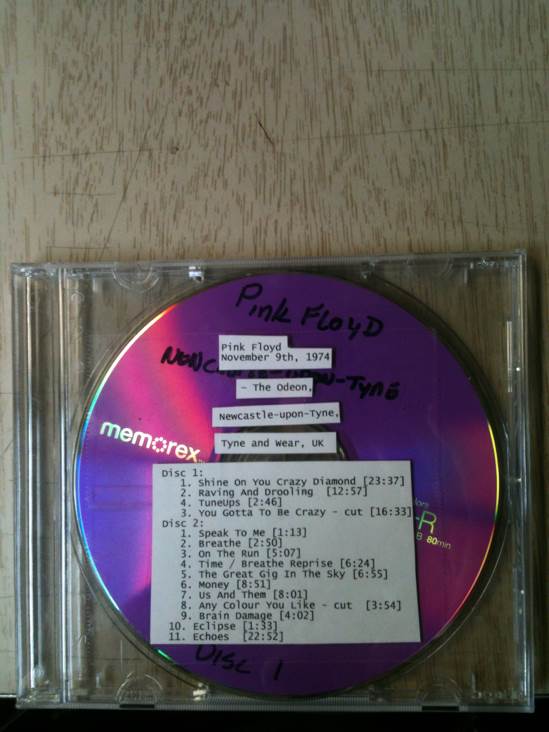 Pink Floyd
Pink Floyd
November 9th, 1974
- The Odeon,
Newcastle-upon-Tyne,
Tyne and Wear, UK
memorex
Disc 1:
1. Shine On You Crazy Diamond [23:37]
2. Raving And Drooling [12:57]
4. TuneUps [2:46]
3. You Gotta To Be Crazy - cut [16:33]
Disc 2:
1. Speak To Me [1:13]
2. Breathe [2:50]
3. On The Run [5:07]
4. Time / Breathe Reprise [6:24]
5. The Great Gig In The Sky [6:55]
6. Money [8:51]
7. Us And Them [8:01]
8. Any Colour You Like - cut [3:54]
9. Brain Damage [4:02]
10. Eclipse [1:33]
11. Echoes [22:52]
-R
80min
Disc 1